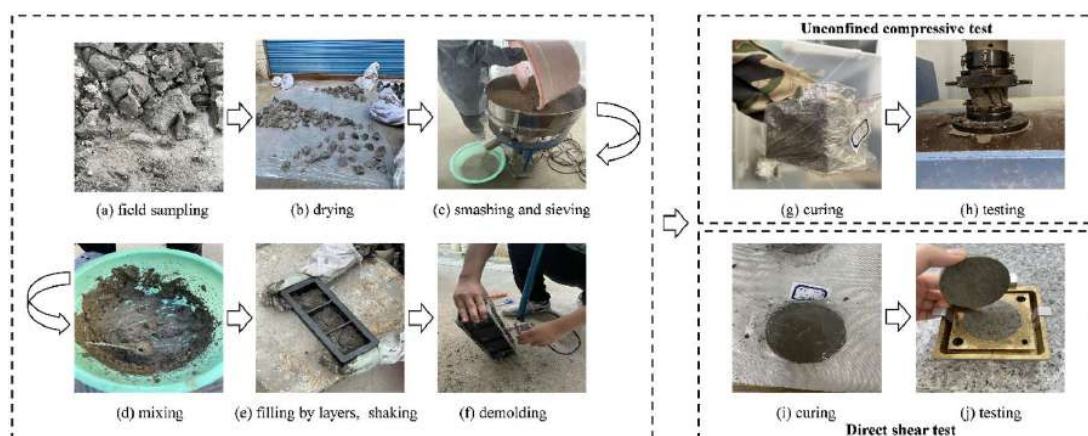 Unconfined compressive test
(a) field sampling
(b) drying
(c) smashing and sieving
(g) curing
(h) testing
(d) mixing
(e) filling by layers, shaking
(f) demolding
(i) curing
(j) testing
Direct shear test